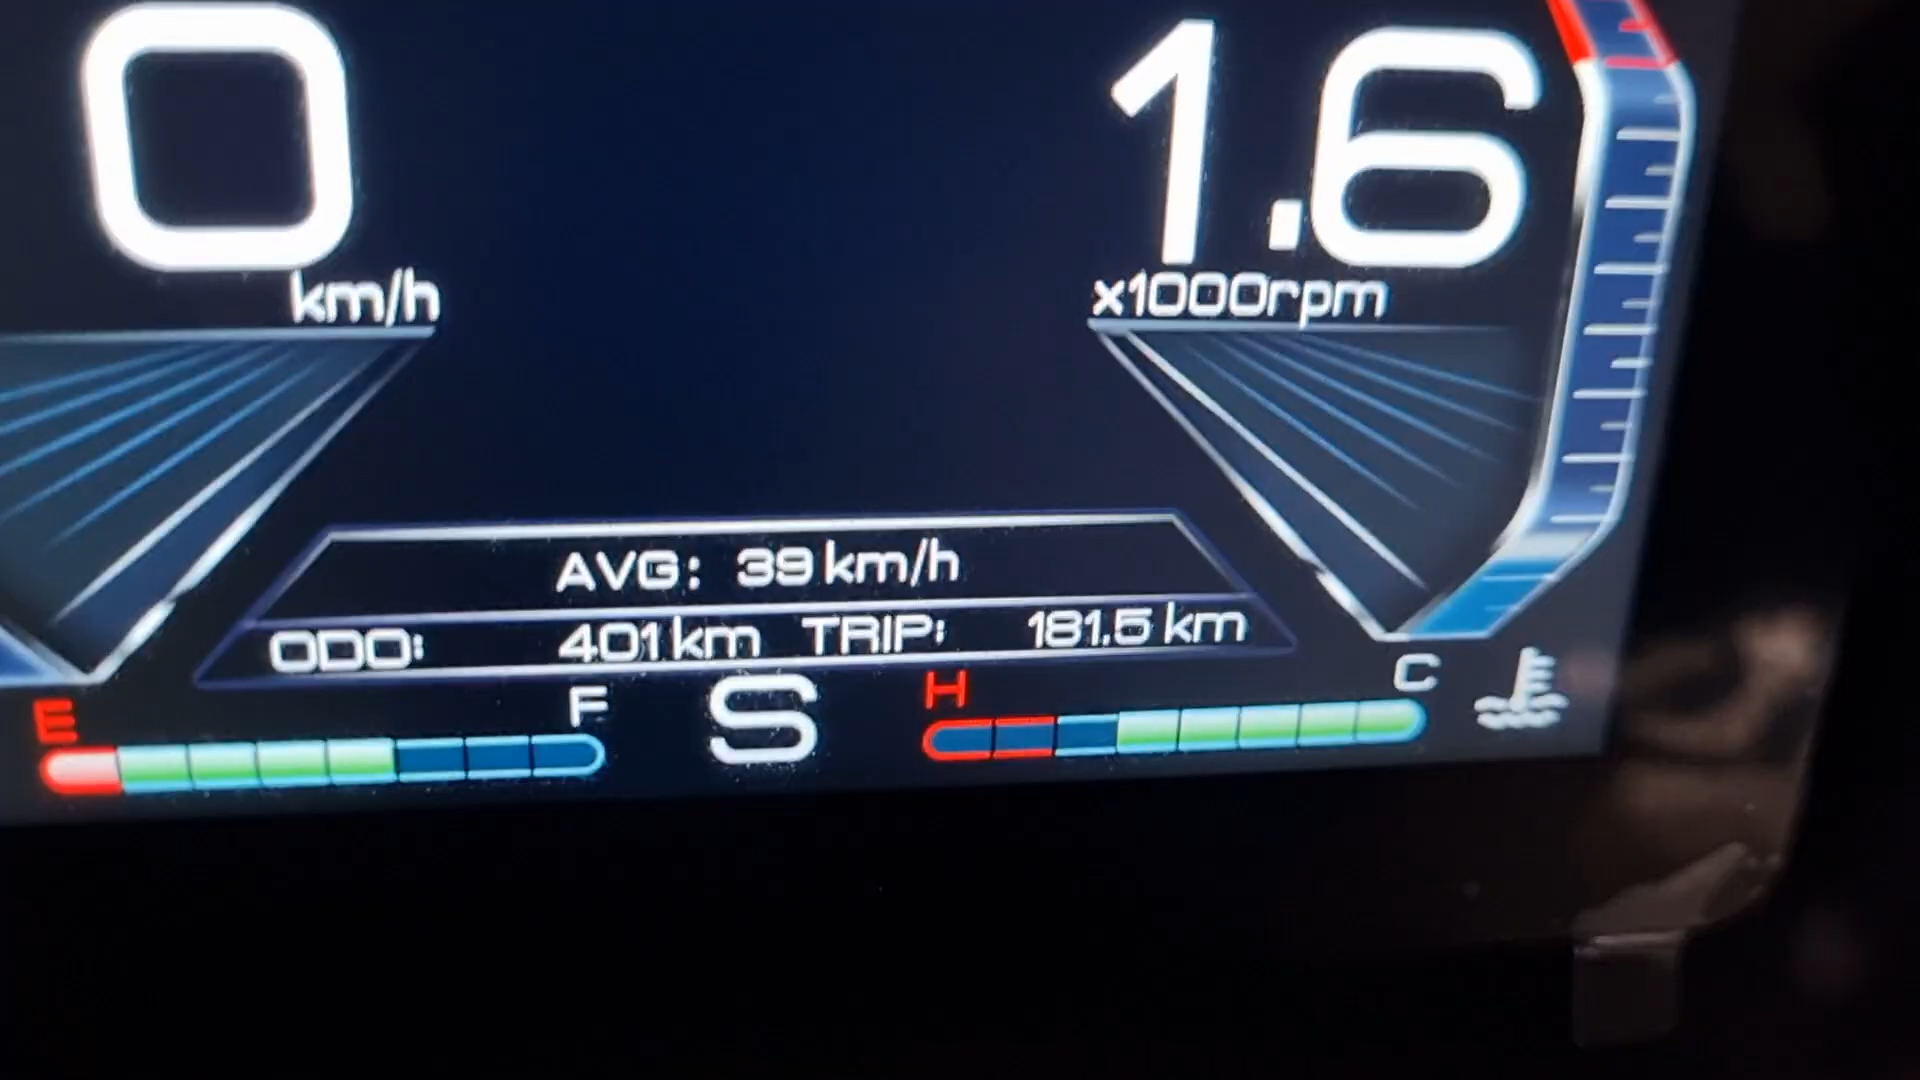 0 1.6
km/h x1000rpm
AVG: 39 km/h
ODO: 401 km TRIP: 181.5 km
E F S H C